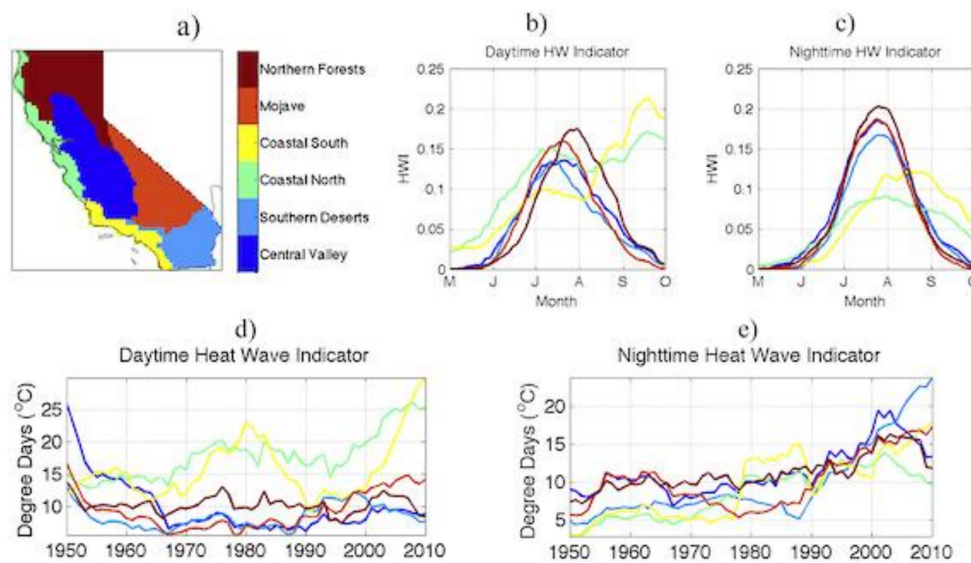 a)
Northern Forests
Mojave
Coastal South
Coastal North
Southern Deserts
Central Valley
b)
Daytime HW Indicator
0.25
0.2
0.15
0.1
0.05
0
HWI
M J J A S O
Month
c)
Nighttime HW Indicator
0.25
0.2
0.15
0.1
0.05
0
HWI
M J J A S O
Month
d)
Daytime Heat Wave Indicator
Degree Days (°C)
25
20
15
10
1950 1960 1970 1980 1990 2000 2010
e)
Nighttime Heat Wave Indicator
Degree Days (°C)
20
15
10
5
1950 1960 1970 1980 1990 2000 2010